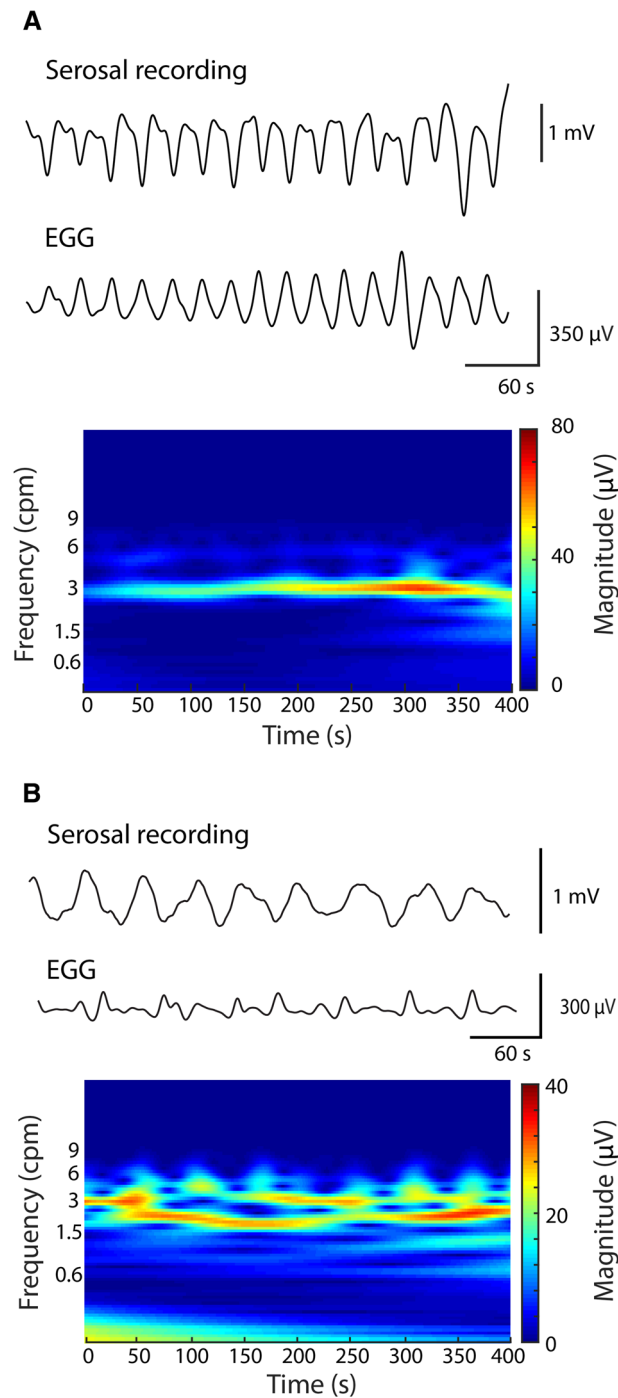 A
Serosal recording
1 mV
EGG
350 µV
60 s
80
9
6
40
3
1.5
0.6
0
Frequency (cpm)
Magnitude (µV)
0 50 100 150 200 250 300 350 400
Time (s)
B
Serosal recording
1 mV
EGG
300 µV
60 s
40
9
6
3
20
1.5
0.6
0
Frequency (cpm)
Magnitude (µV)
0 50 100 150 200 250 300 350 400
Time (s)